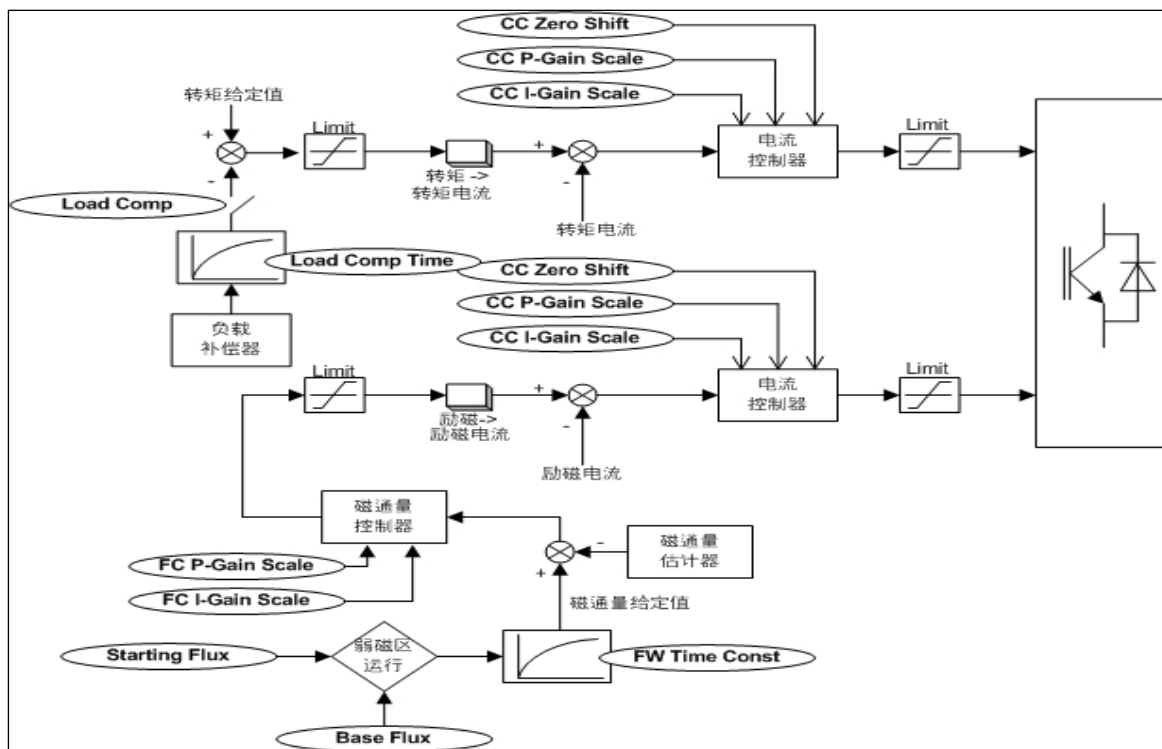 CC Zero Shift
CC P-Gain Scale
CC I-Gain Scale
转矩给定值
+
-
Limit
转矩 ->
转矩电流
+
-
转矩电流
电流
控制器
Limit
Load Comp
Load Comp Time
负载
补偿器
CC Zero Shift
CC P-Gain Scale
CC I-Gain Scale
Limit
励磁->
励磁电流
+
-
励磁电流
电流
控制器
Limit
磁通量
控制器
FC P-Gain Scale
FC I-Gain Scale
-
+
磁通量
估计器
磁通量给定值
Starting Flux
弱磁区
运行
FW Time Const
Base Flux